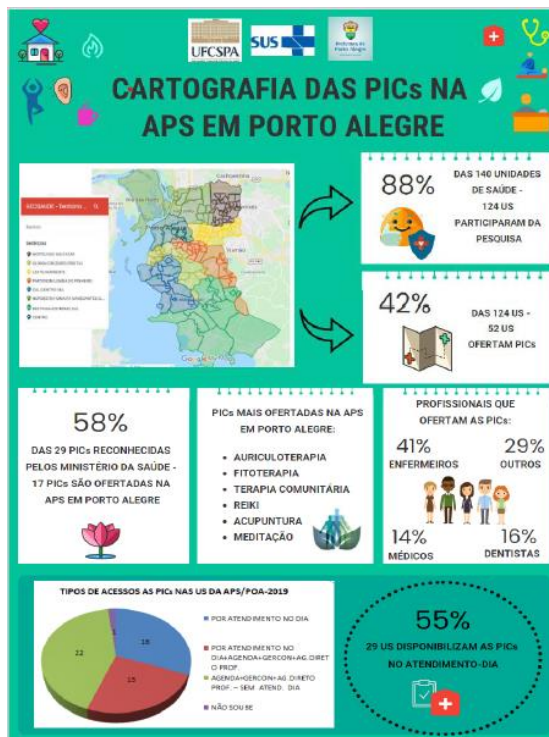 UFCSPA
SUS
Prefeitura de
Porto Alegre
CARTOGRAFIA DAS PICs NA
APS EM PORTO ALEGRE
88%
DAS 140 UNIDADES
DE SAÚDE -
124 US
PARTICIPARAM DA
PESQUISA
42%
DAS 124 US -
52 US
OFERTAM PICs
58%
DAS 29 PICs RECONHECIDAS
PELOS MINISTÉRIO DA SAÚDE -
17 PICs SÃO OFERTADAS NA
APS EM PORTO ALEGRE
PICs MAIS OFERTADAS NA APS
EM PORTO ALEGRE:
• AURICULOTERAPIA
• FITOTERAPIA
• TERAPIA COMUNITÁRIA
• REIKI
• ACUPUNTURA
• MEDITAÇÃO
PROFISSIONAIS QUE
OFERTAM AS PICs:
41%
ENFERMEIROS
29%
OUTROS
14%
MÉDICOS
16%
DENTISTAS
TIPOS DE ACESSOS AS PICs NAS US DA APS/POA-2019
1
16
22
15
POR ATENDIMENTO NO DIA
POR ATENDIMENTO NO
DIA+AGENDA+GERCON+AG.DIRET
O PROF.
AGENDA+GERCON+AG.DIRETO
PROF. – SEM ATEND. DIA
NÃO SOUBE
55%
29 US DISPONIBILIZAM AS PICs
NO ATENDIMENTO-DIA